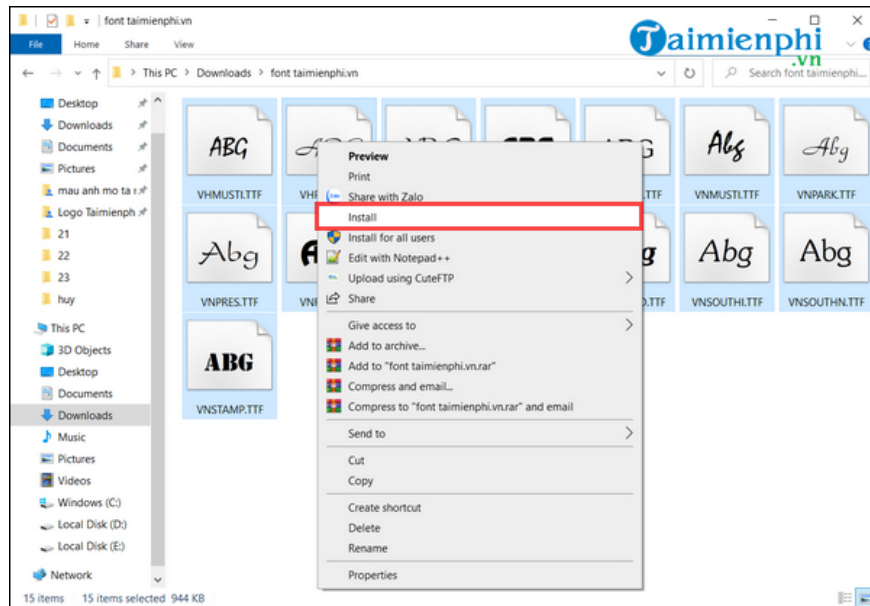 font taimienphi.vn
Taimienphi
.vn
File Home Share View
This PC > Downloads > font taimienphi.vn
Search font taimienphi...
Desktop
Downloads
Documents
Pictures
mau anh mo ta
Logo Taimienph
21
22
23
huy
This PC
3D Objects
Desktop
Documents
Downloads
Music
Pictures
Videos
Windows (C:)
Local Disk (D:)
Local Disk (E:)
Network
ABG
Abg
Abg
VHMUSTI.TTF
VNMUSTI.TTF
VNPARK.TTF
Abg
Abg
Abg
VNPRES.TTF
VNSOUTHI.TTF
VNSOUTHN.TTF
ABG
VNSTAMP.TTF
Preview
Print
Share with Zalo
Install
Install for all users
Edit with Notepad++
Upload using CuteFTP
Share
Give access to
Add to archive...
Add to "font taimienphi.vn.rar"
Compress and email...
Compress to "font taimienphi.vn.rar" and email
Send to
Cut
Copy
Create shortcut
Delete
Rename
Properties
15 items 15 items selected 944 KB